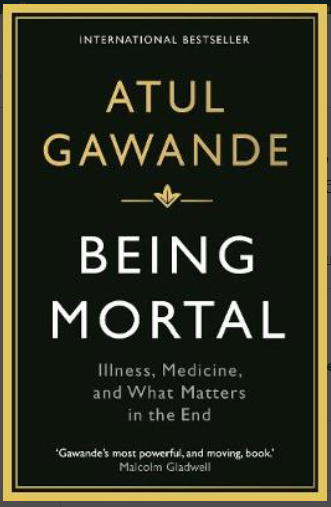 INTERNATIONAL BESTSELLER
ATUL
GAWANDE
BEING
MORTAL
Illness, Medicine,
and What Matters
in the End
‘Gawande’s most powerful, and moving, book.’
Malcolm Gladwell